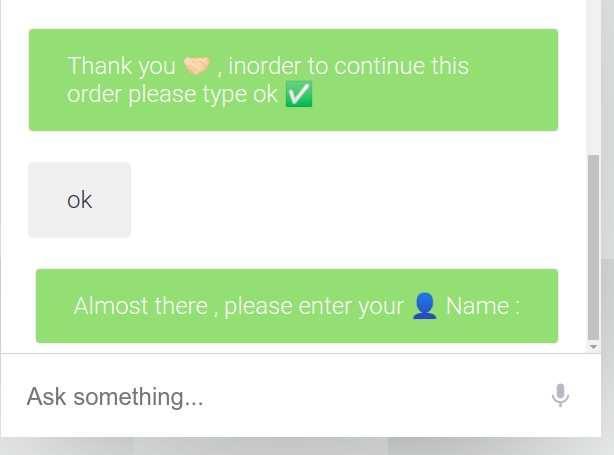 Thank you 🤝🏻 , inorder to continue this
order please type ok ✅
ok
Almost there , please enter your 👤 Name :
Ask something...